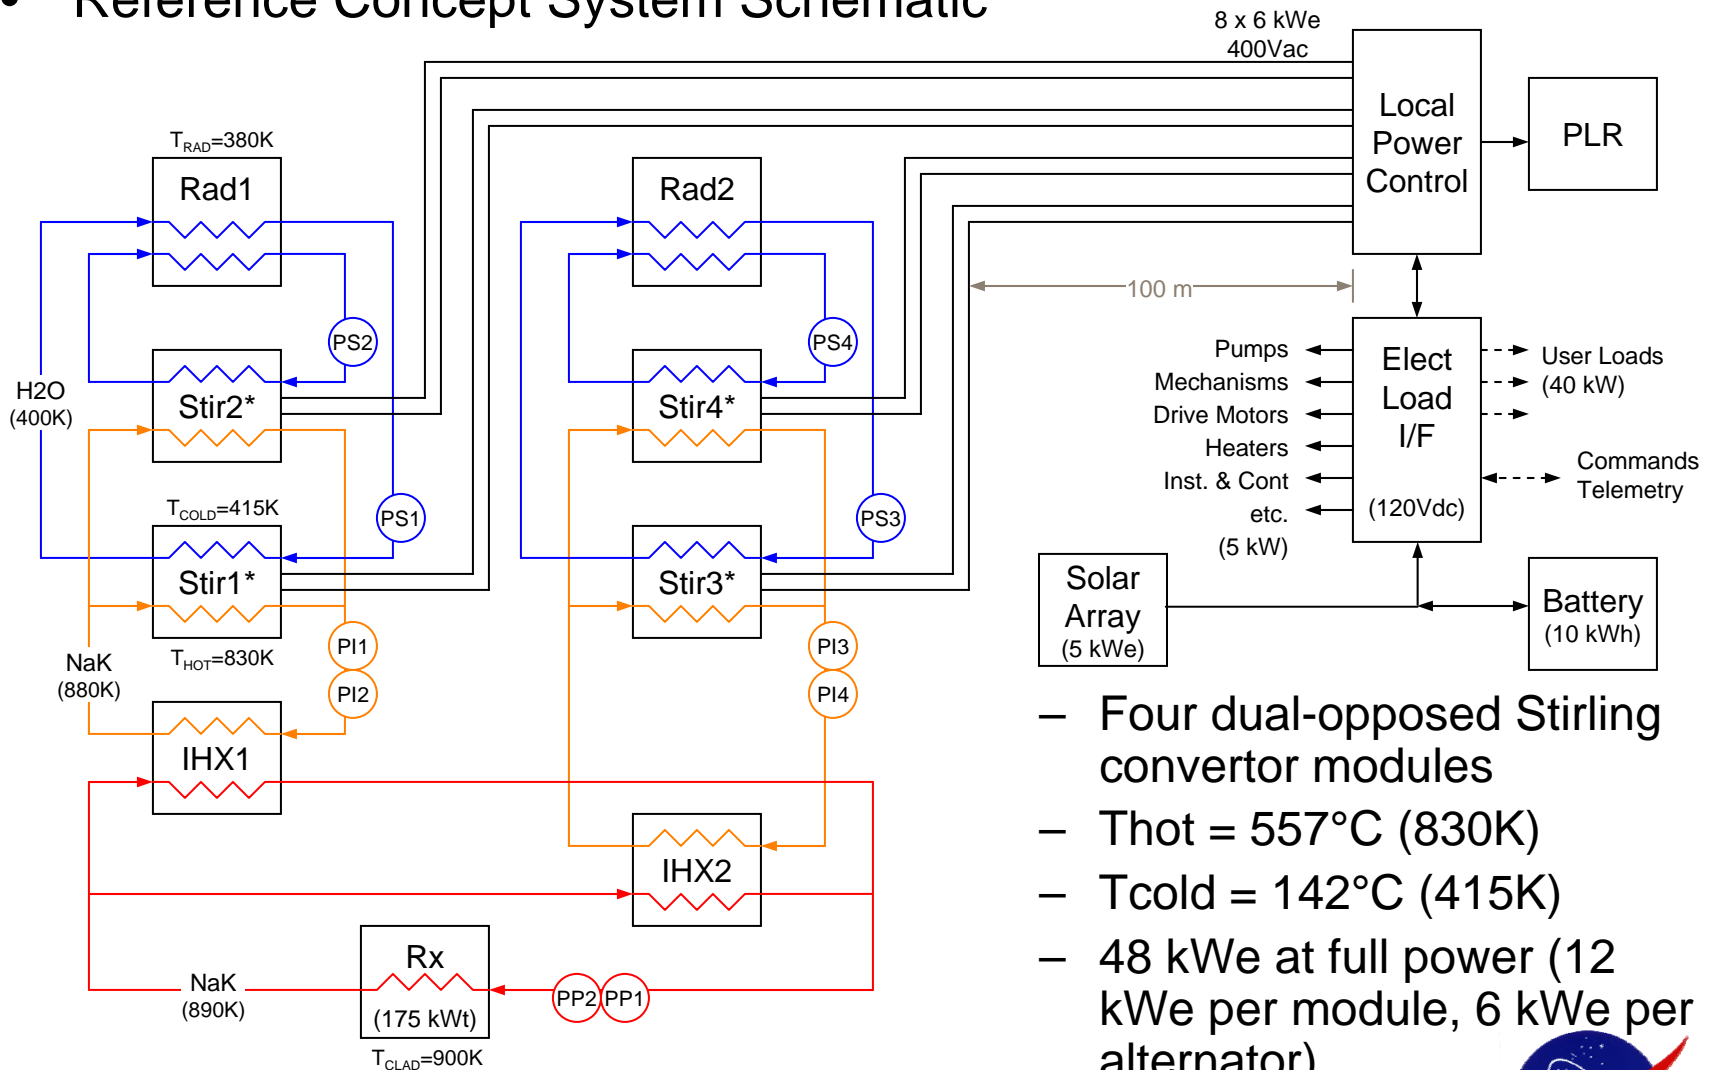 • Reference Concept System Schematic
8 x 6 kWe
400Vac
Local
Power
Control
PLR
T_RAD=380K
Rad1
Rad2
100 m
PS2
PS4
H2O
(400K)
Stir2*
Stir4*
Pumps
Mechanisms
Drive Motors
Heaters
Inst. & Cont
etc.
(5 kW)
Elect
Load
I/F
(120Vdc)
User Loads
(40 kW)
Commands
Telemetry
T_COLD=415K
PS1
PS3
Stir1*
Stir3*
T_HOT=830K
NaK
(880K)
PI1
PI2
PI3
PI4
Solar
Array
(5 kWe)
Battery
(10 kWh)
IHX1
IHX2
Rx
(175 kWt)
T_CLAD=900K
NaK
(890K)
PP2
PP1
– Four dual-opposed Stirling
convertor modules
– Thot = 557°C (830K)
– Tcold = 142°C (415K)
– 48 kWe at full power (12
kWe per module, 6 kWe per
alternator)